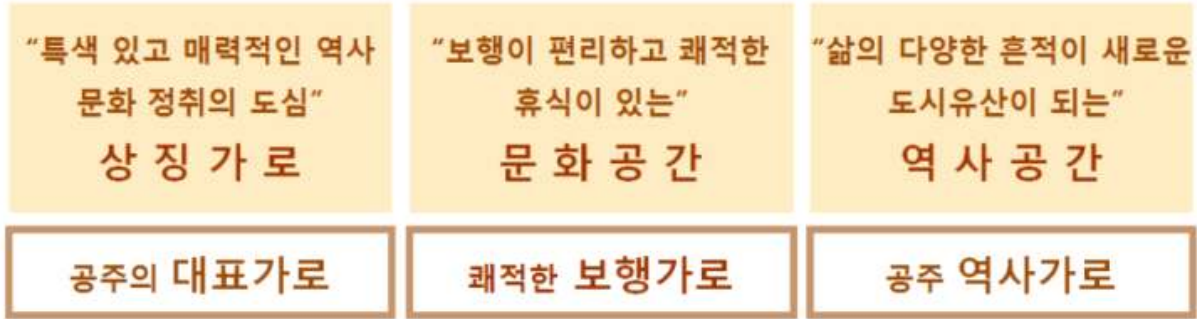 “특색 있고 매력적인 역사
문화 정취의 도심”
상 징 가 로
“보행이 편리하고 쾌적한
휴식이 있는”
문 화 공 간
“삶의 다양한 흔적이 새로운
도시유산이 되는”
역 사 공 간
공주의 대표가로
쾌적한 보행가로
공주 역사가로